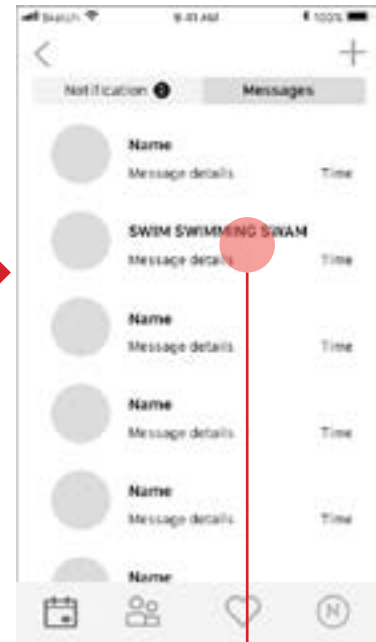 Sketch 9:41 AM 100%
Notification 2 Messages
Name
Message details Time
SWIM SWIMMING SWAM
Message details Time
Name
Message details Time
Name
Message details Time
Name
Message details Time
Name
N